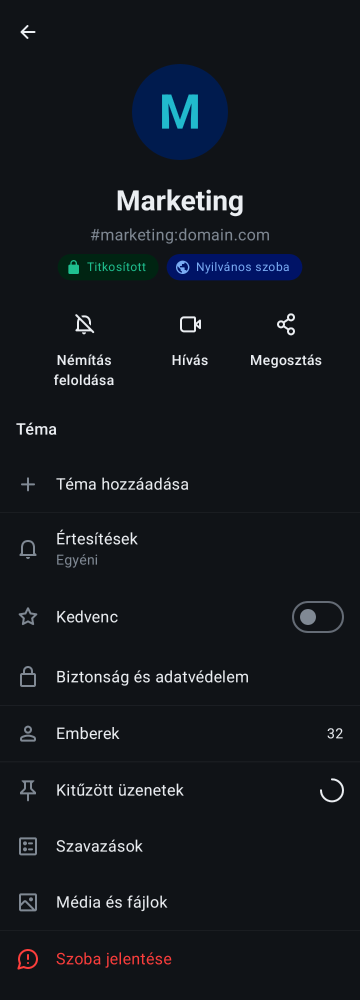 M
Marketing
#marketing:domain.com
Titkosított
Nyilvános szoba
Némítás
feloldása
Hívás
Megosztás
Téma
Téma hozzáadása
Értesítések
Egyéni
Kedvenc
Biztonság és adatvédelem
Emberek 32
Kitűzött üzenetek
Szavazások
Média és fájlok
Szoba jelentése